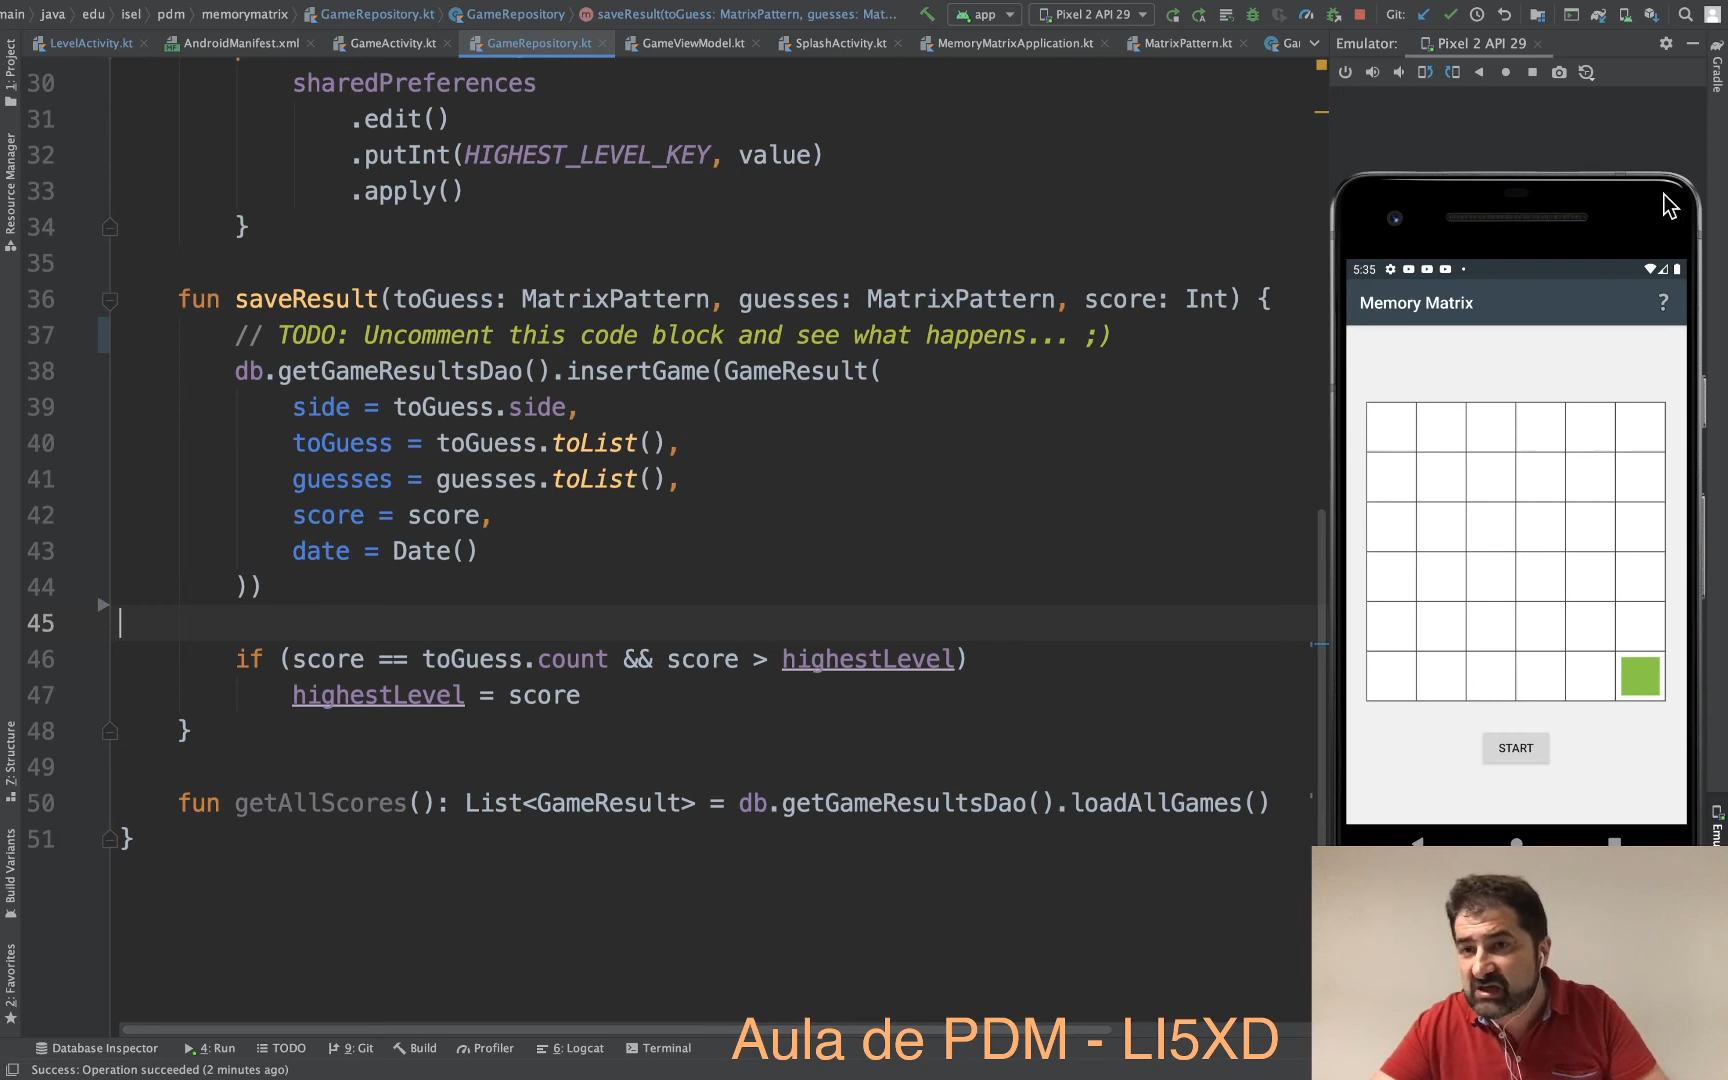 main
java
edu
isel
pdm
memorymatrix
GameRepository.kt
GameRepository
saveResult(toGuess: MatrixPattern, guesses: Mat...
app
Pixel 2 API 29
Git:
LevelActivity.kt
AndroidManifest.xml
GameActivity.kt
GameRepository.kt
GameViewModel.kt
SplashActivity.kt
MemoryMatrixApplication.kt
MatrixPattern.kt
Ga
Emulator:
Pixel 2 API 29
1: Project
Resource Manager
Z: Structure
Build Variants
2: Favorites
30 sharedPreferences
31 .edit()
32 .putInt(HIGHEST_LEVEL_KEY, value)
33 .apply()
34 }
35
36 fun saveResult(toGuess: MatrixPattern, guesses: MatrixPattern, score: Int) {
37 // TODO: Uncomment this code block and see what happens... ;)
38 db.getGameResultsDao().insertGame(GameResult(
39 side = toGuess.side,
40 toGuess = toGuess.toList(),
41 guesses = guesses.toList(),
42 score = score,
43 date = Date()
44 ))
45
46 if (score == toGuess.count && score > highestLevel)
47 highestLevel = score
48 }
49
50 fun getAllScores(): List<GameResult> = db.getGameResultsDao().loadAllGames()
51 }
Gradle
5:35
Memory Matrix
?
START
Aula de PDM - LI5XD
Database Inspector
4: Run
TODO
9: Git
Build
Profiler
6: Logcat
Terminal
Success: Operation succeeded (2 minutes ago)